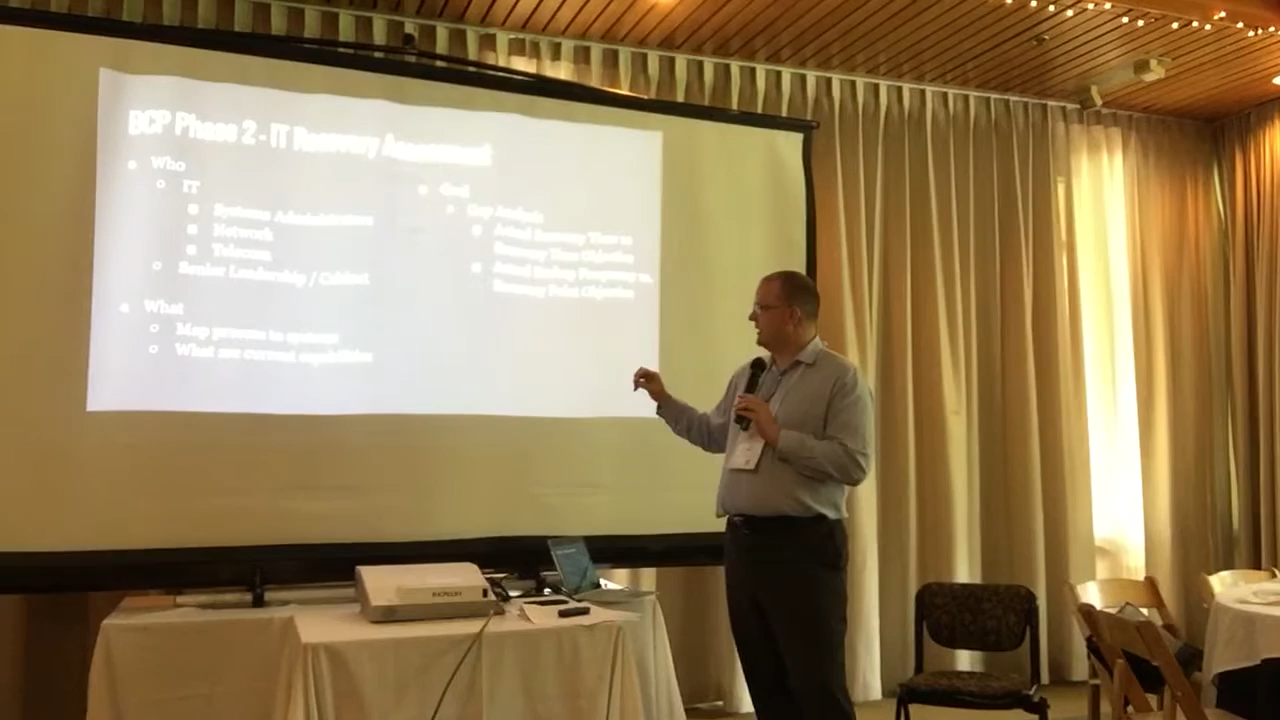 BCP Phase 2 - IT Recovery Assessment
Who
IT
Systems Administrators
Network
Telecom
Senior Leadership / Cabinet
What
Map process to systems
What are current capabilities
Goal
Gap Analysis
Actual Recovery Time vs
Recovery Time Objective
Actual Backup Frequency vs.
Recovery Point Objective
HITACHI